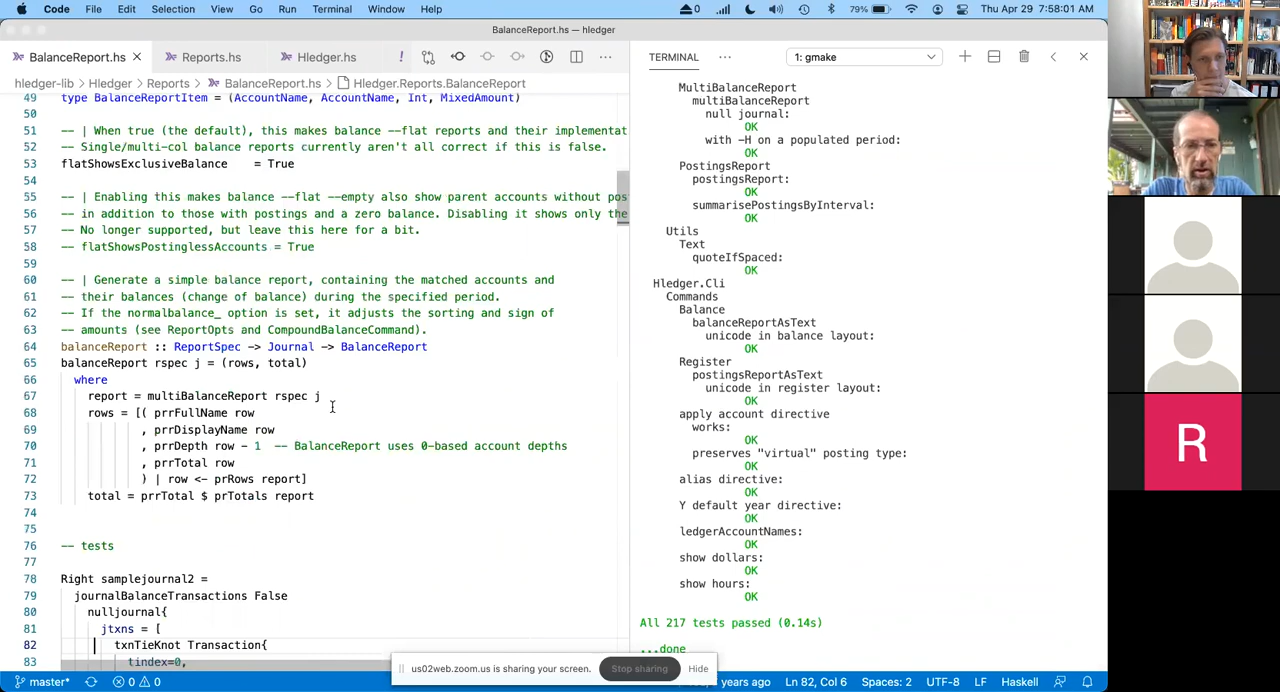 Code File Edit Selection View Go Run Terminal Window Help
0 79% Thu Apr 29 7:58:01 AM
BalanceReport.hs — hledger
BalanceReport.hs Reports.hs Hledger.hs !
hledger-lib > Hledger > Reports > BalanceReport.hs > Hledger.Reports.BalanceReport
49 type BalanceReportItem = (AccountName, AccountName, Int, MixedAmount)
50
51 -- | When true (the default), this makes balance --flat reports and their implementat
52 -- Single/multi-col balance reports currently aren't all correct if this is false.
53 flatShowsExclusiveBalance    = True
54
55 -- | Enabling this makes balance --flat --empty also show parent accounts without pos
56 -- in addition to those with postings and a zero balance. Disabling it shows only the
57 -- No longer supported, but leave this here for a bit.
58 -- flatShowsPostinglessAccounts = True
59
60 -- | Generate a simple balance report, containing the matched accounts and
61 -- their balances (change of balance) during the specified period.
62 -- If the normalbalance_ option is set, it adjusts the sorting and sign of
63 -- amounts (see ReportOpts and CompoundBalanceCommand).
64 balanceReport :: ReportSpec -> Journal -> BalanceReport
65 balanceReport rspec j = (rows, total)
66 where
67 report = multiBalanceReport rspec j
68 rows = [( prrFullName row
69 , prrDisplayName row
70 , prrDepth row - 1  -- BalanceReport uses 0-based account depths
71 , prrTotal row
72 ) | row <- prRows report]
73 total = prrTotal $ prTotals report
74
75
76 -- tests
77
78 Right samplejournal2 =
79 journalBalanceTransactions False
80 nulljournal{
81 jtxns = [
82 txnTieKnot Transaction{
83 tindex=0,
TERMINAL ... 1: gmake
MultiBalanceReport
multiBalanceReport
null journal:
OK
with -H on a populated period:
OK
PostingsReport
postingsReport:
OK
summarisePostingsByInterval:
OK
Utils
Text
quoteIfSpaced:
OK
Hledger.Cli
Commands
Balance
balanceReportAsText
unicode in balance layout:
OK
Register
postingsReportAsText
unicode in register layout:
OK
apply account directive
works:
OK
preserves "virtual" posting type:
OK
alias directive:
OK
Y default year directive:
OK
ledgerAccountNames:
OK
show dollars:
OK
show hours:
OK
All 217 tests passed (0.14s)
...done
R
us02web.zoom.us is sharing your screen. Stop sharing Hide
master* 0 0 years ago Ln 82, Col 6 Spaces: 2 UTF-8 LF Haskell